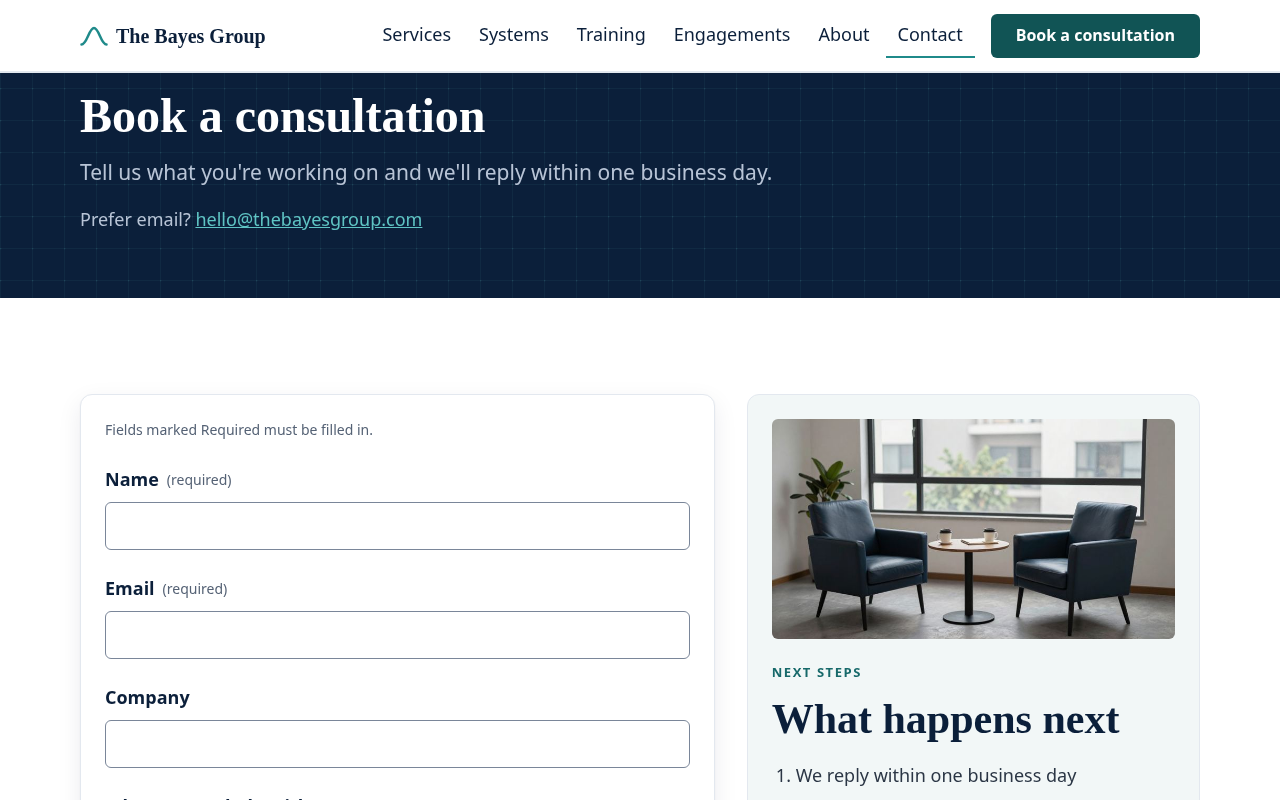 The Bayes Group
Services
Systems
Training
Engagements
About
Contact
Book a consultation
Book a consultation
Tell us what you're working on and we'll reply within one business day.
Prefer email? hello@thebayesgroup.com
Fields marked Required must be filled in.
Name (required)
Email (required)
Company
NEXT STEPS
What happens next
1. We reply within one business day